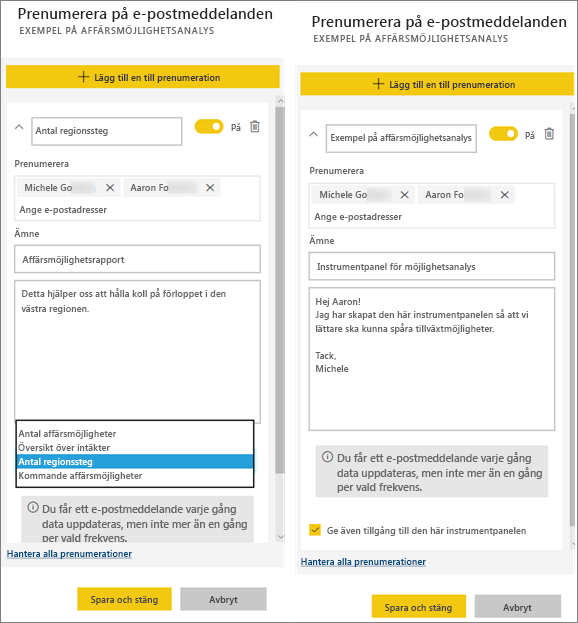 Prenumerera på e-postmeddelanden
EXEMPEL PÅ AFFÄRSMÖJLIGHETSANALYS
+ Lägg till en till prenumeration
Antal regionssteg
På
Prenumerera
Michele Go
Aaron Fo
Ange e-postadresser
Ämne
Affärsmöjlighetsrapport
Detta hjälper oss att hålla koll på förloppet i den
västra regionen.
Antal affärsmöjligheter
Översikt över intäkter
Antal regionssteg
Kommande affärsmöjligheter
Du får ett e-postmeddelande varje gång
data uppdateras, men inte mer än en gång
per vald frekvens.
Hantera alla prenumerationer
Spara och stäng
Avbryt
Prenumerera på e-postmeddelanden
EXEMPEL PÅ AFFÄRSMÖJLIGHETSANALYS
+ Lägg till en till prenumeration
Exempel på affärsmöjlighetsanalys
På
Prenumerera
Michele Go
Aaron Fo
Ange e-postadresser
Ämne
Instrumentpanel för möjlighetsanalys
Hej Aaron!
Jag har skapat den här instrumentpanelen så att vi
lättare ska kunna spåra tillväxtmöjligheter.
Tack,
Michele
Du får ett e-postmeddelande varje gång
data uppdateras, men inte mer än en gång
per vald frekvens.
Ge även tillgång till den här instrumentpanelen
Hantera alla prenumerationer
Spara och stäng
Avbryt